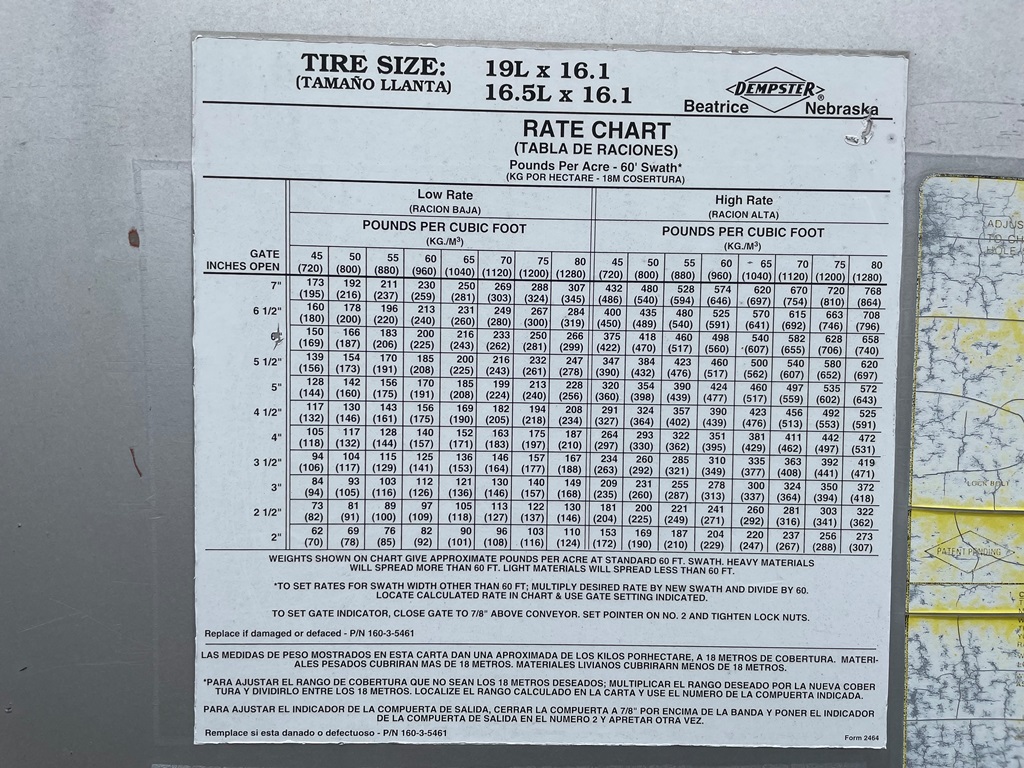 TIRE SIZE: 19L x 16.1
(TAMAÑO LLANTA) 16.5L x 16.1
DEMPSTER®
Beatrice Nebraska
RATE CHART
(TABLA DE RACIONES)
Pounds Per Acre - 60' Swath*
(KG POR HECTARE - 18M COSERTURA)
Low Rate High Rate
(RACION BAJA) (RACION ALTA)
POUNDS PER CUBIC FOOT POUNDS PER CUBIC FOOT
(KG./M³) (KG./M³)
GATE 45 50 55 60 65 70 75 80 45 50 55 60 65 70 75 80
INCHES OPEN (720) (800) (880) (960) (1040) (1120) (1200) (1280) (720) (800) (880) (960) (1040) (1120) (1200) (1280)
7" 173 192 211 230 250 269 288 307 432 480 528 574 620 670 720 768
(195) (216) (237) (259) (281) (303) (324) (345) (486) (540) (594) (646) (697) (754) (810) (864)
6 1/2" 160 178 196 213 231 249 267 284 400 435 480 525 570 615 663 708
(180) (200) (220) (240) (260) (280) (300) (319) (450) (489) (540) (591) (641) (692) (746) (796)
150 166 183 200 216 233 250 266 375 418 460 498 540 582 628 658
(169) (187) (206) (225) (243) (262) (281) (299) (422) (470) (517) (560) (607) (655) (706) (740)
5 1/2" 139 154 170 185 200 216 232 247 347 384 423 460 500 540 580 620
(156) (173) (191) (208) (225) (243) (261) (278) (390) (432) (476) (517) (562) (607) (652) (697)
5" 128 142 156 170 185 199 213 228 320 354 390 424 460 497 535 572
(144) (160) (175) (191) (208) (224) (240) (256) (360) (398) (439) (477) (517) (559) (602) (643)
4 1/2" 117 130 143 156 169 182 194 208 291 324 357 390 423 456 492 525
(132) (146) (161) (175) (190) (205) (218) (234) (327) (364) (402) (439) (476) (513) (553) (591)
4" 105 117 128 140 152 163 175 187 264 293 322 351 381 411 442 472
(118) (132) (144) (157) (171) (183) (197) (210) (297) (330) (362) (395) (429) (462) (497) (531)
3 1/2" 94 104 115 125 136 146 157 167 234 260 285 310 335 363 392 419
(106) (117) (129) (141) (153) (164) (177) (188) (263) (292) (321) (349) (377) (408) (441) (471)
3" 84 93 103 112 121 130 140 149 209 231 255 278 300 324 350 372
(94) (105) (116) (126) (136) (146) (157) (168) (235) (260) (287) (313) (337) (364) (394) (418)
2 1/2" 73 81 89 97 105 113 122 130 181 200 221 241 260 281 303 322
(82) (91) (100) (109) (118) (127) (137) (146) (204) (225) (249) (271) (292) (316) (341) (362)
2" 62 69 76 82 90 96 103 110 153 169 187 204 220 237 256 273
(70) (78) (85) (92) (101) (108) (116) (124) (172) (190) (210) (229) (247) (267) (288) (307)
WEIGHTS SHOWN ON CHART GIVE APPROXIMATE POUNDS PER ACRE AT STANDARD 60 FT. SWATH. HEAVY MATERIALS
WILL SPREAD MORE THAN 60 FT. LIGHT MATERIALS WILL SPREAD LESS THAN 60 FT.
*TO SET RATES FOR SWATH WIDTH OTHER THAN 60 FT; MULTIPLY DESIRED RATE BY NEW SWATH AND DIVIDE BY 60.
LOCATE CALCULATED RATE IN CHART & USE GATE SETTING INDICATED.
TO SET GATE INDICATOR, CLOSE GATE TO 7/8" ABOVE CONVEYOR. SET POINTER ON NO. 2 AND TIGHTEN LOCK NUTS.
Replace if damaged or defaced - P/N 160-3-5461
LAS MEDIDAS DE PESO MOSTRADOS EN ESTA CARTA DAN UNA APROXIMADA DE LOS KILOS PORHECTARE, A 18 METROS DE COBERTURA. MATERI-
ALES PESADOS CUBRIRAN MAS DE 18 METROS. MATERIALES LIVIANOS CUBRIRARN MENOS DE 18 METROS.
*PARA AJUSTAR EL RANGO DE COBERTURA QUE NO SEAN LOS 18 METROS DESEADOS; MULTIPLICAR EL RANGO DESEADO POR LA NUEVA COBER
TURA Y DIVIDIRLO ENTRE LOS 18 METROS. LOCALIZE EL RANGO CALCULADO EN LA CARTA Y USE EL NUMERO DE LA COMPUERTA INDICADA.
PARA AJUSTAR EL INDICADOR DE LA COMPUERTA DE SALIDA, CERRAR LA COMPUERTA A 7/8" POR ENCIMA DE LA BANDA Y PONER EL INDICADOR
DE LA COMPUERTA DE SALIDA EN EL NUMERO 2 Y APRETAR OTRA VEZ.
Remplace si esta danado o defectuoso - P/N 160-3-5461
Form 2464
LOCK BOLT
PATENT PENDING